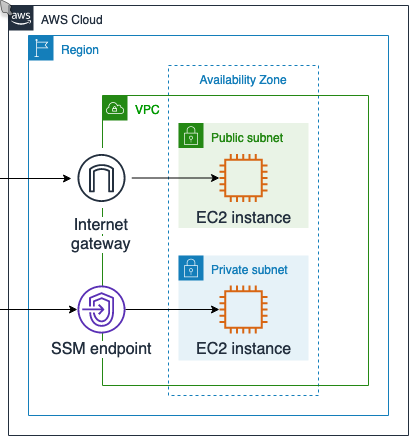 aws
AWS Cloud
Region
Availability Zone
VPC
Public subnet
EC2 instance
Internet
gateway
Private subnet
EC2 instance
SSM endpoint